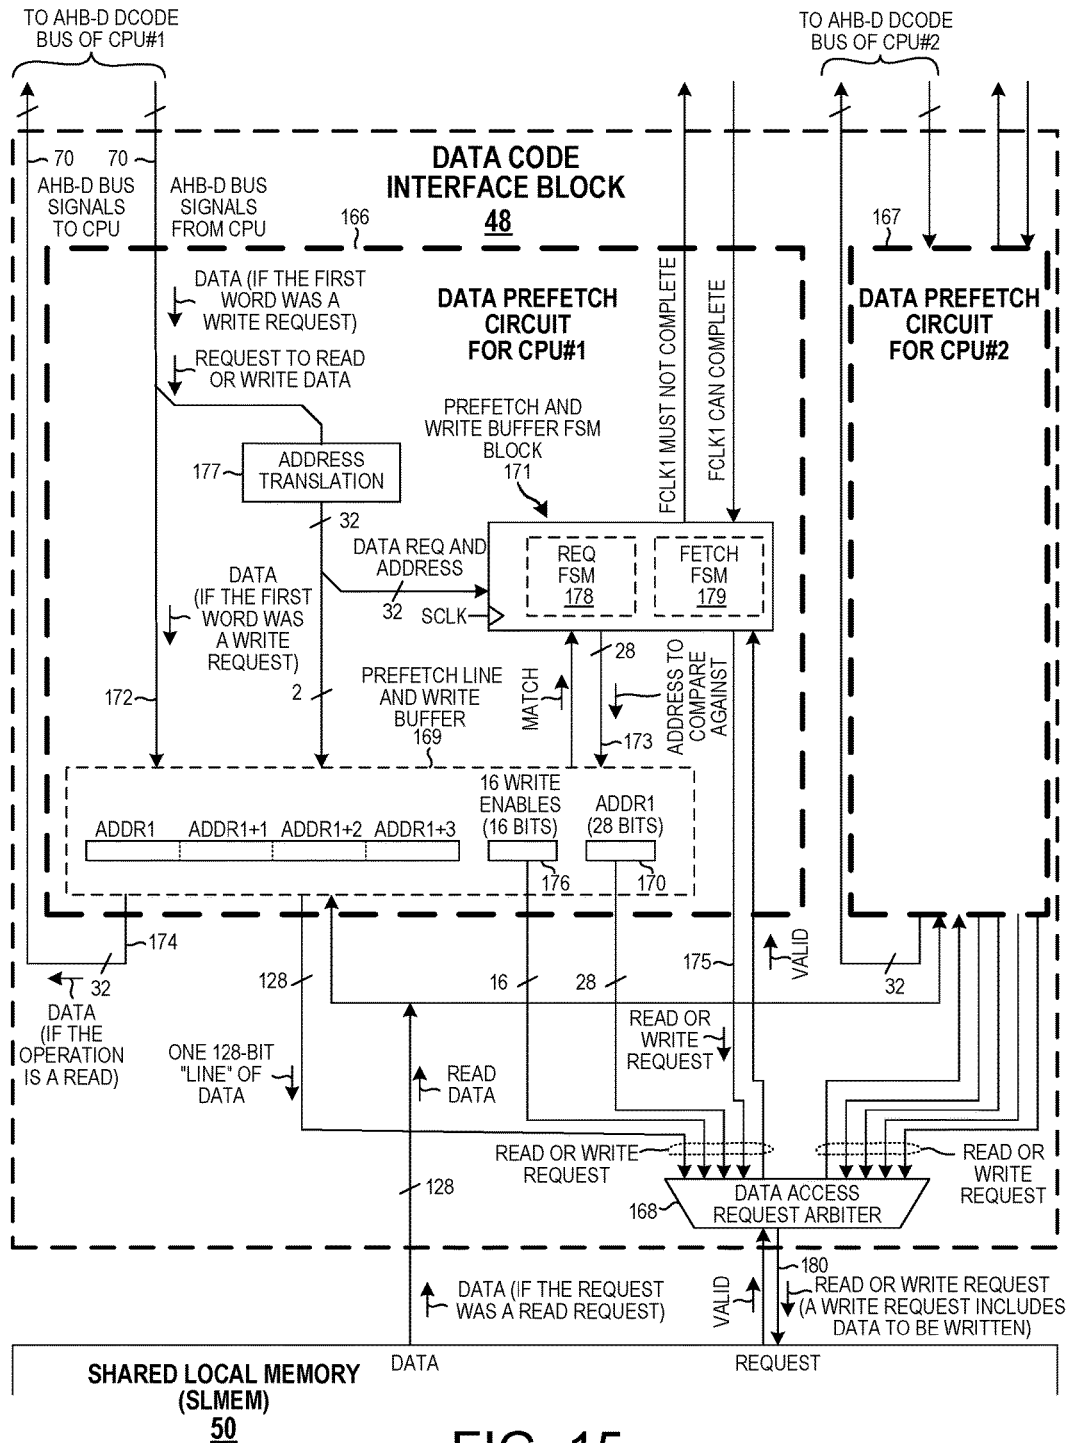 TO AHB-D DCODE
BUS OF CPU#1
TO AHB-D DCODE
BUS OF CPU#2
70
70
DATA CODE
INTERFACE BLOCK
48
AHB-D BUS
SIGNALS
TO CPU
AHB-D BUS
SIGNALS
FROM CPU
166
167
DATA (IF THE FIRST
WORD WAS A
WRITE REQUEST)
DATA PREFETCH
CIRCUIT
FOR CPU#1
FCLK1 MUST NOT COMPLETE
FCLK1 CAN COMPLETE
DATA PREFETCH
CIRCUIT
FOR CPU#2
REQUEST TO READ
OR WRITE DATA
PREFETCH AND
WRITE BUFFER FSM
BLOCK
171
177
ADDRESS
TRANSLATION
32
DATA REQ AND
ADDRESS
32
SCLK
REQ
FSM
178
FETCH
FSM
179
DATA
(IF THE FIRST
WORD WAS
A WRITE
REQUEST)
28
172
2
PREFETCH LINE
AND WRITE
BUFFER
169
MATCH
173
ADDRESS TO
COMPARE
AGAINST
ADDR1
ADDR1+1
ADDR1+2
ADDR1+3
16 WRITE
ENABLES
(16 BITS)
ADDR1
(28 BITS)
176
170
174
32
128
16
28
175
VALID
32
DATA
(IF THE
OPERATION
IS A READ)
ONE 128-BIT
"LINE" OF
DATA
READ
DATA
READ OR
WRITE
REQUEST
128
READ OR WRITE
REQUEST
READ OR
WRITE
REQUEST
168
DATA ACCESS
REQUEST ARBITER
180
DATA (IF THE REQUEST
WAS A READ REQUEST)
VALID
READ OR WRITE REQUEST
(A WRITE REQUEST INCLUDES
DATA TO BE WRITTEN)
DATA
REQUEST
SHARED LOCAL MEMORY
(SLMEM)
50
FIG. 15